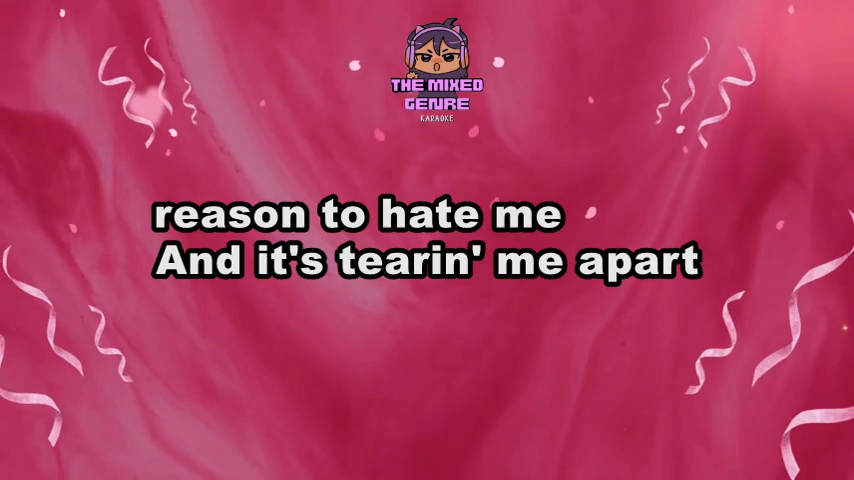 THE MIXED
GENRE
KARAOKE
reason to hate me
And it's tearin' me apart